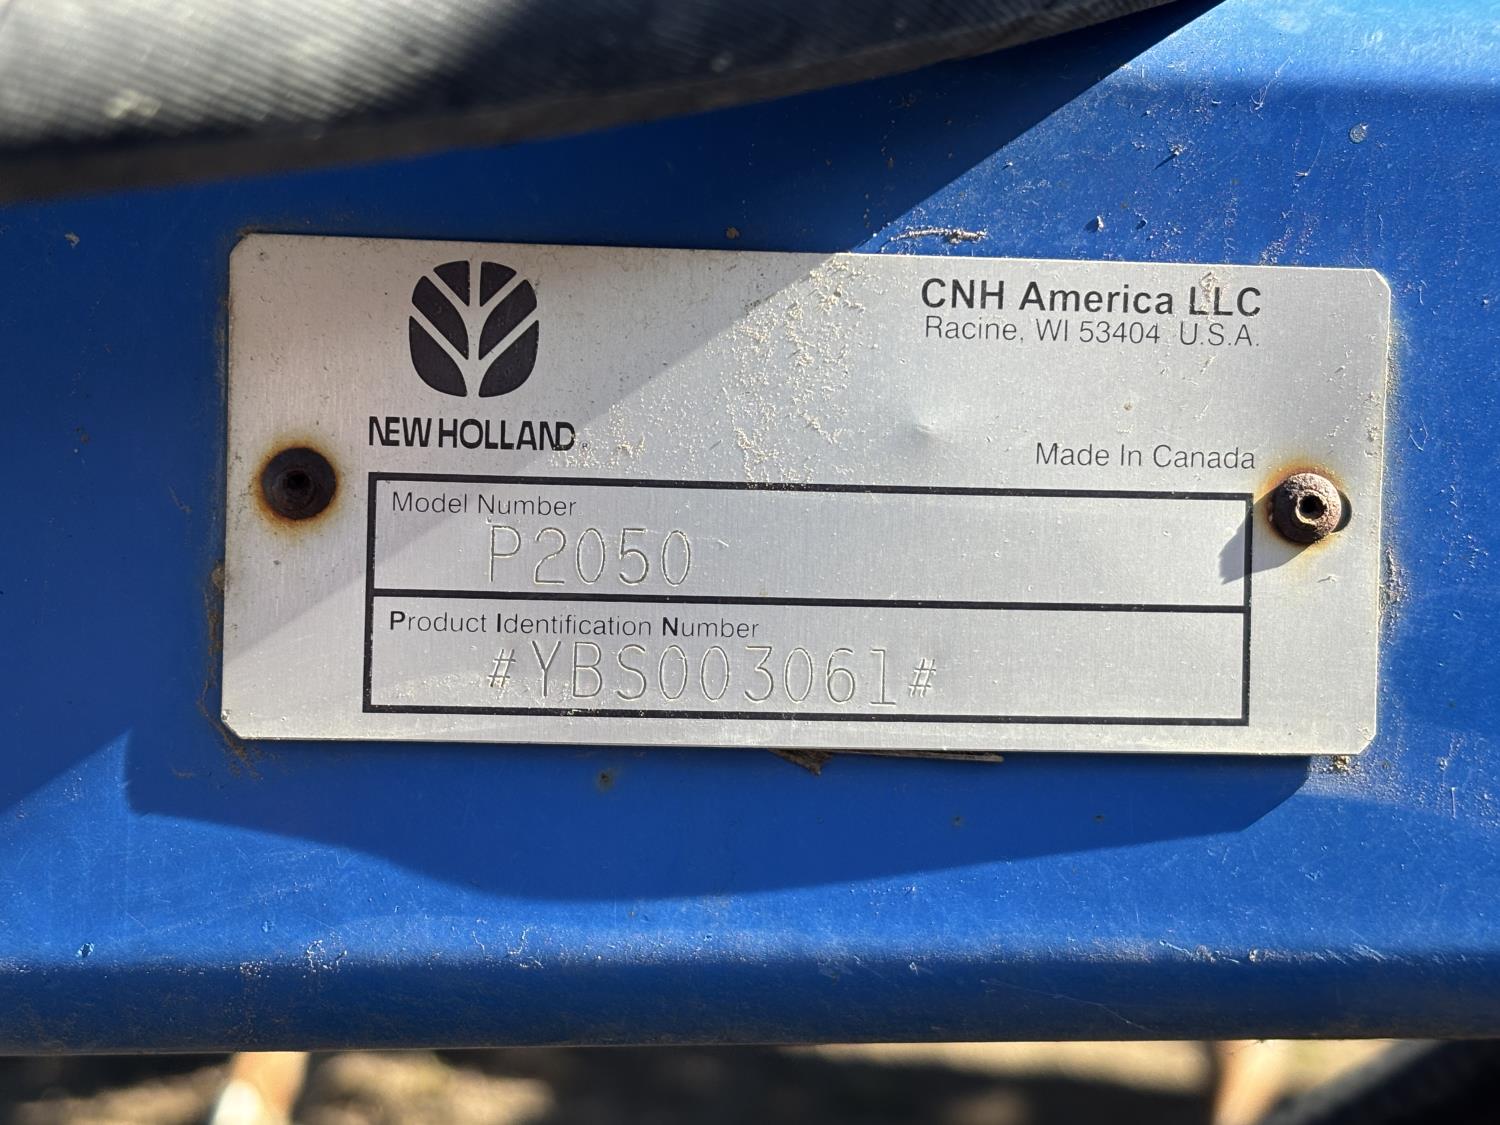 CNH America LLC
Racine, WI 53404 U.S.A.
NEW HOLLAND®
Made In Canada
Model Number
P2050
Product Identification Number
#YBS003061#